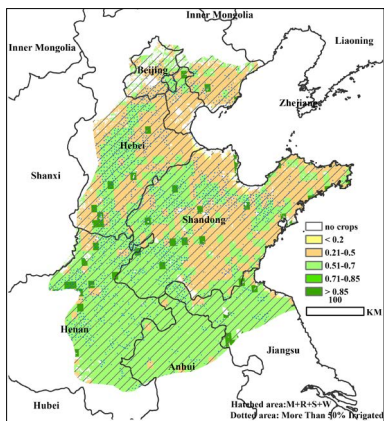 Inner Mongolia
Liaoning
Inner Mongolia
Beijing
Zhejiang
Hebei
Shanxi
Shandong
no crops
< 0.2
0.21-0.5
0.51-0.7
0.71-0.85
> 0.85
100
KM
Henan
Jiangsu
Anhui
Hubei
Hatched area:M+R+S+W
Dotted area: More Than 50% Irrigated